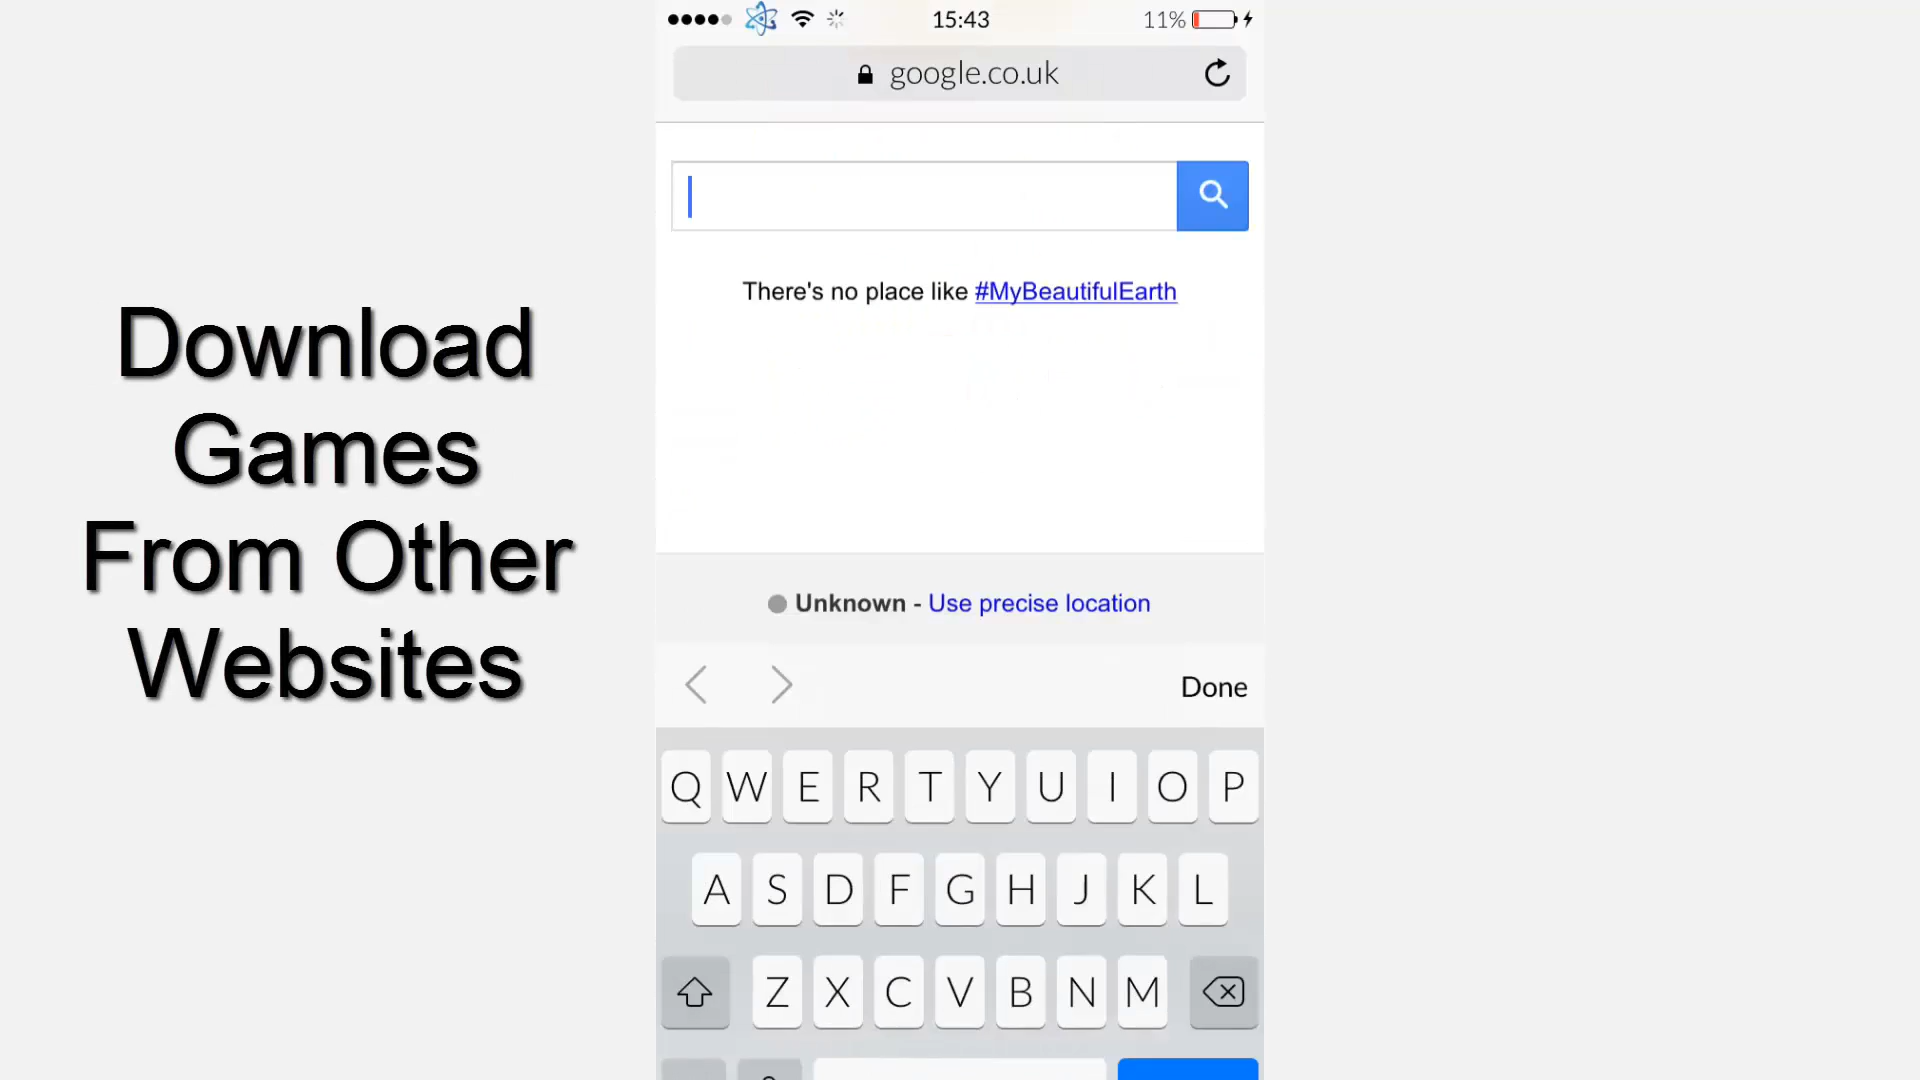 15:43
11%
google.co.uk
There's no place like #MyBeautifulEarth
Download
Games
From Other
Websites
Unknown - Use precise location
Done
Q W E R T Y U I O P
A S D F G H J K L
Z X C V B N M